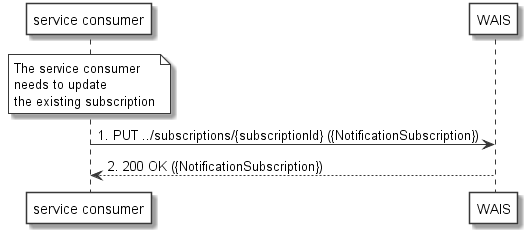 service consumer
WAIS
The service consumer
needs to update
the existing subscription
1. PUT ../subscriptions/{subscriptionId} ({NotificationSubscription})
2. 200 OK ({NotificationSubscription})
service consumer
WAIS